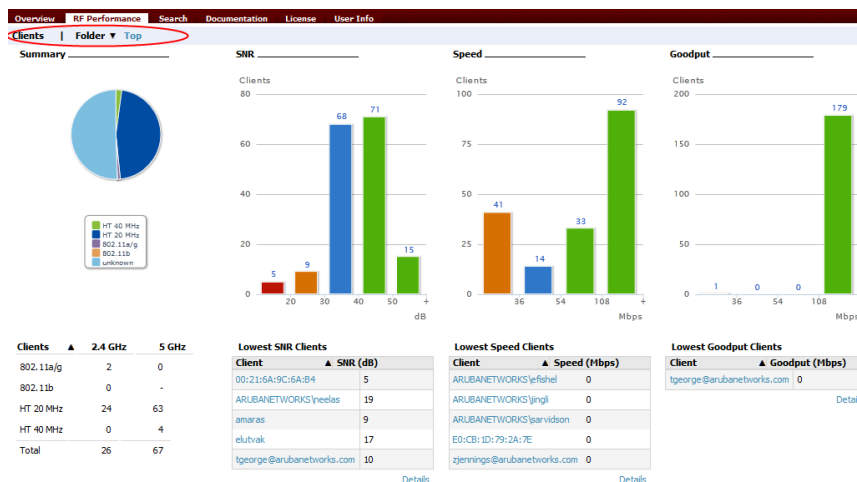 Overview RF Performance Search Documentation License User Info
Clients | Folder ▼ Top
Summary
HT 40 MHz
HT 20 MHz
802.11a/g
802.11b
unknown
SNR
Clients
80
60
40
20
0
5
9
68
71
15
20 30 40 50 +
dB
Speed
Clients
100
75
50
25
0
41
14
33
92
36 54 108 +
Mbps
Goodput
Clients
200
150
100
50
0
1
0
0
179
36 54 108
Mbps
Clients ▲ 2.4 GHz 5 GHz
802.11a/g 2 0
802.11b 0 -
HT 20 MHz 24 63
HT 40 MHz 0 4
Total 26 67
Lowest SNR Clients
Client ▲ SNR (dB)
00:21:6A:9C:6A:B4 5
ARUBANETWORKS\neelas 19
amaras 9
elutvak 17
tgeorge@arubanetworks.com 10
Details
Lowest Speed Clients
Client ▲ Speed (Mbps)
ARUBANETWORKS\efishel 0
ARUBANETWORKS\jingli 0
ARUBANETWORKS\sarvidson 0
E0:CB:1D:79:2A:7E 0
zjennings@arubanetworks.com 0
Details
Lowest Goodput Clients
Client ▲ Goodput (Mbps)
tgeorge@arubanetworks.com 0
Detai